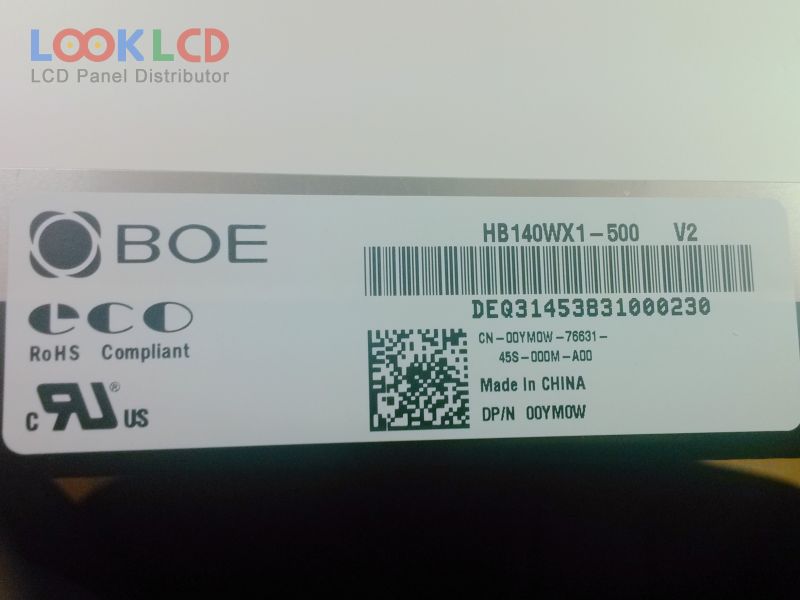 LOOK LCD
LCD Panel Distributor
BOE
HB140WX1-500 V2
DEQ31453831000230
eco
RoHS Compliant
CN-00YM0W-76631-
45S-000M-A00
Made In CHINA
DP/N 00YM0W
c RU ® US